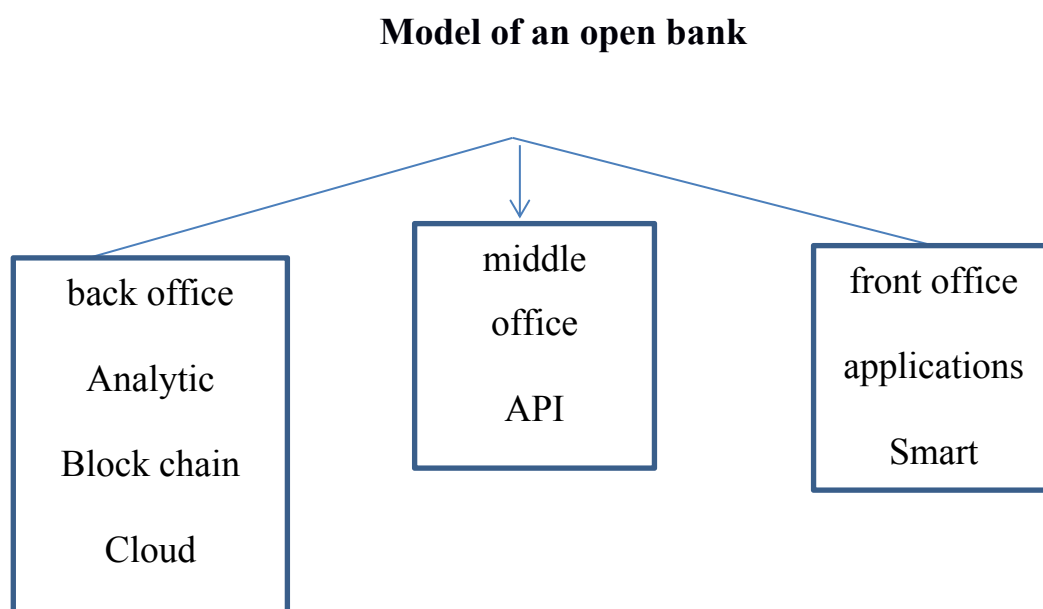 Model of an open bank
back office
Analytic
Block chain
Cloud
middle
office
API
front office
applications
Smart